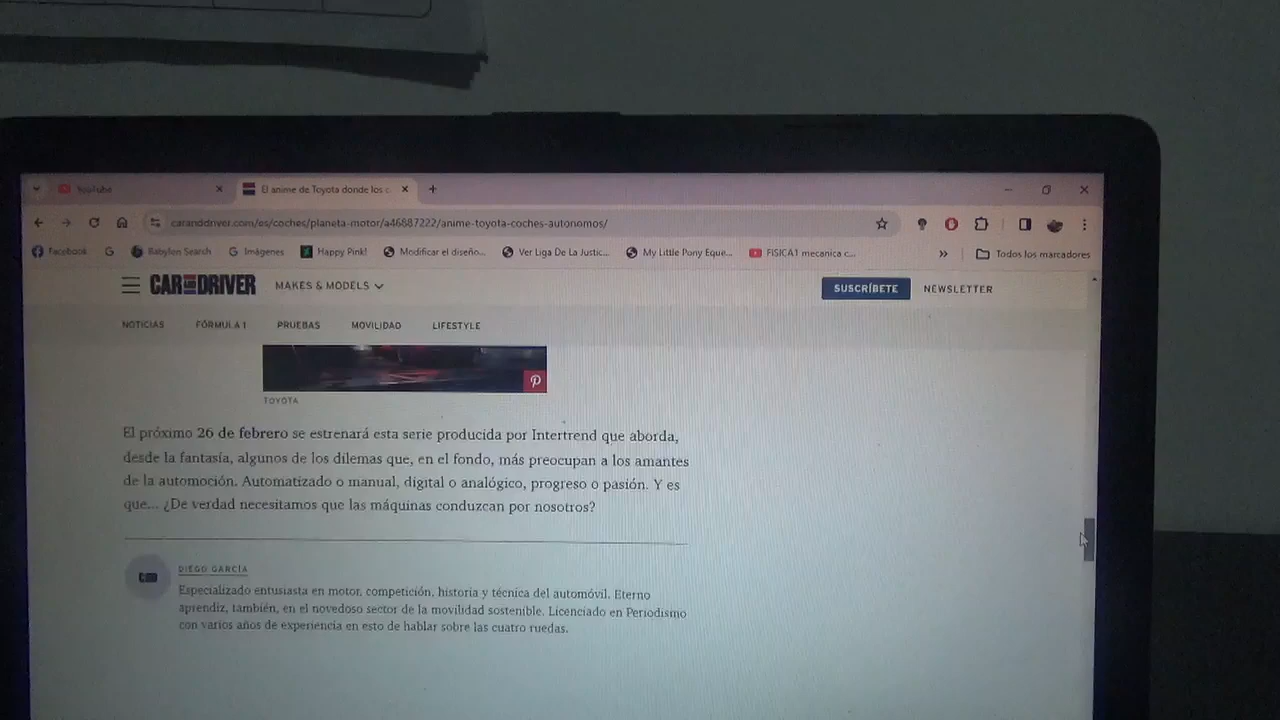 YouTube
El anime de Toyota donde los c
caranddriver.com/es/coches/planeta-motor/a46887222/anime-toyota-coches-autonomos/
Facebook
Babylon Search
Imágenes
Happy Pink!
Modificar el diseño...
Ver Liga De La Justic...
My Little Pony Eque...
FISICA1 mecanica c...
Todos los marcadores
CAR AND DRIVER
MAKES & MODELS
SUSCRÍBETE
NEWSLETTER
NOTICIAS
FÓRMULA 1
PRUEBAS
MOVILIDAD
LIFESTYLE
TOYOTA
El próximo 26 de febrero se estrenará esta serie producida por Intertrend que aborda,
desde la fantasía, algunos de los dilemas que, en el fondo, más preocupan a los amantes
de la automoción. Automatizado o manual, digital o analógico, progreso o pasión. Y es
que... ¿De verdad necesitamos que las máquinas conduzcan por nosotros?
DIEGO GARCÍA
Especializado entusiasta en motor, competición, historia y técnica del automóvil. Eterno
aprendiz, también, en el novedoso sector de la movilidad sostenible. Licenciado en Periodismo
con varios años de experiencia en esto de hablar sobre las cuatro ruedas.